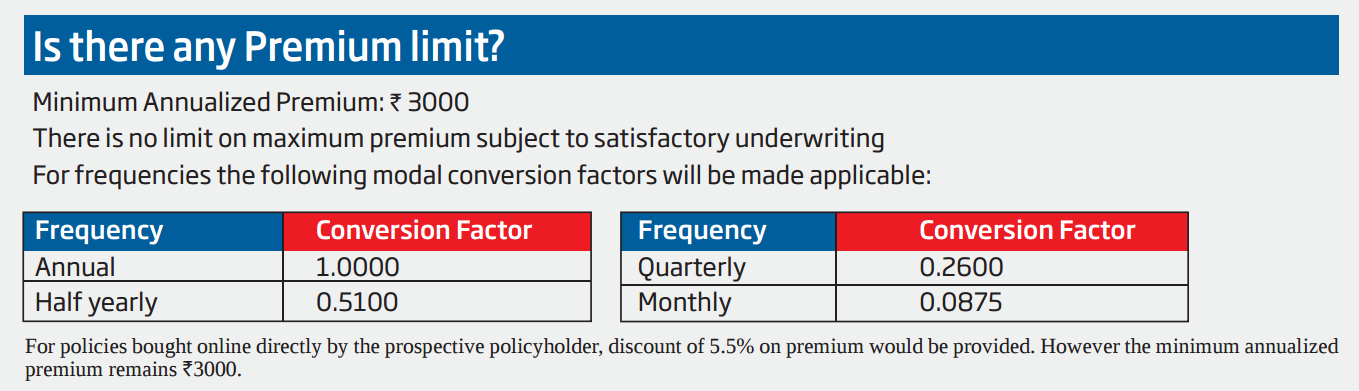 Is there any Premium limit?
Minimum Annualized Premium: ₹ 3000
There is no limit on maximum premium subject to satisfactory underwriting
For frequencies the following modal conversion factors will be made applicable:
Frequency Conversion Factor Frequency Conversion Factor
Annual 1.0000 Quarterly 0.2600
Half yearly 0.5100 Monthly 0.0875
For policies bought online directly by the prospective policyholder, discount of 5.5% on premium would be provided. However the minimum annualized
premium remains ₹3000.